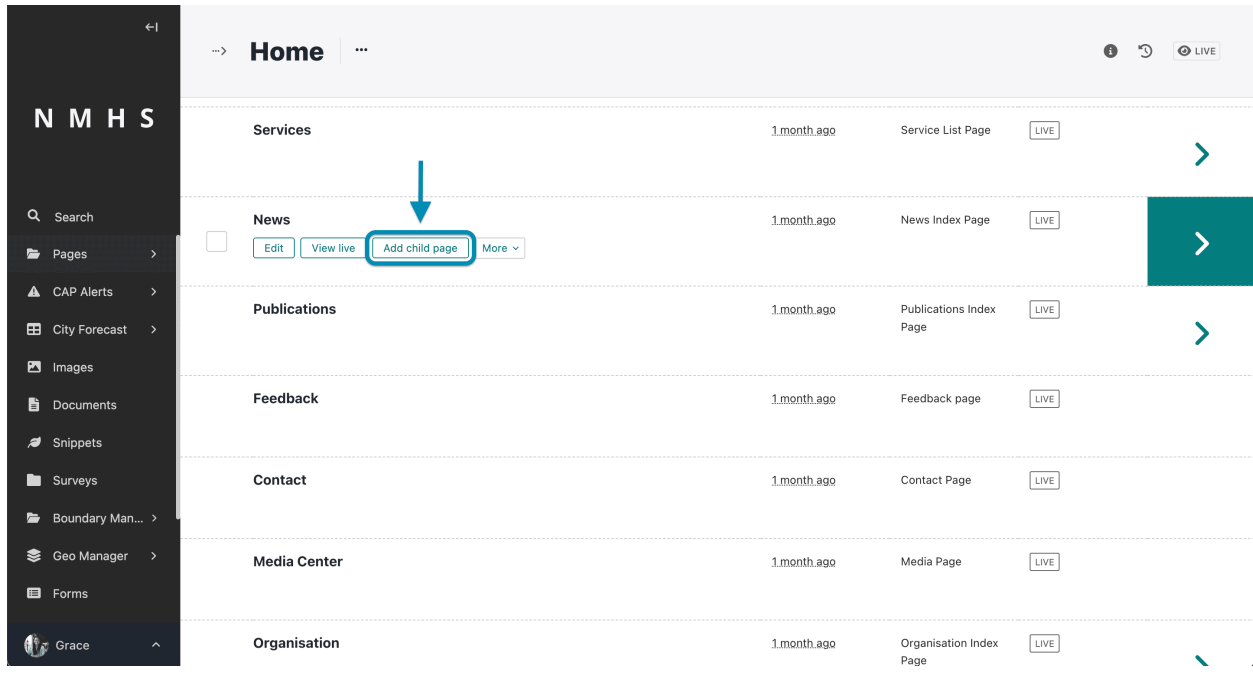 Home
LIVE
N M H S
Search
Pages
CAP Alerts
City Forecast
Images
Documents
Snippets
Surveys
Boundary Man...
Geo Manager
Forms
Grace
Services 1 month ago Service List Page LIVE
News 1 month ago News Index Page LIVE
Edit View live Add child page More
Publications 1 month ago Publications Index LIVE
Page
Feedback 1 month ago Feedback page LIVE
Contact 1 month ago Contact Page LIVE
Media Center 1 month ago Media Page LIVE
Organisation 1 month ago Organisation Index LIVE
Page